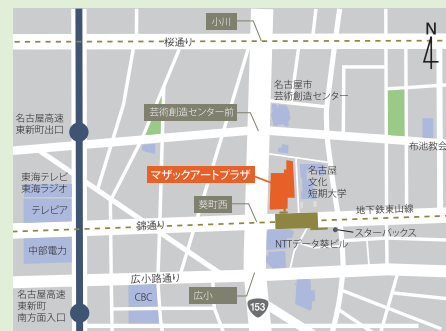 小川
N
桜通り
名古屋市
芸術創造センター
名古屋高速
東新町出口
芸術創造センター前
布池教会
東海テレビ
東海ラジオ
マザックアートプラザ
名古屋
文化
短期大学
テレピア
葵町西
地下鉄東山線
錦通り
スターバックス
中部電力
NTTデータ葵ビル
広小路通り
名古屋高速
東新町
南方面入口
CBC
広小
153